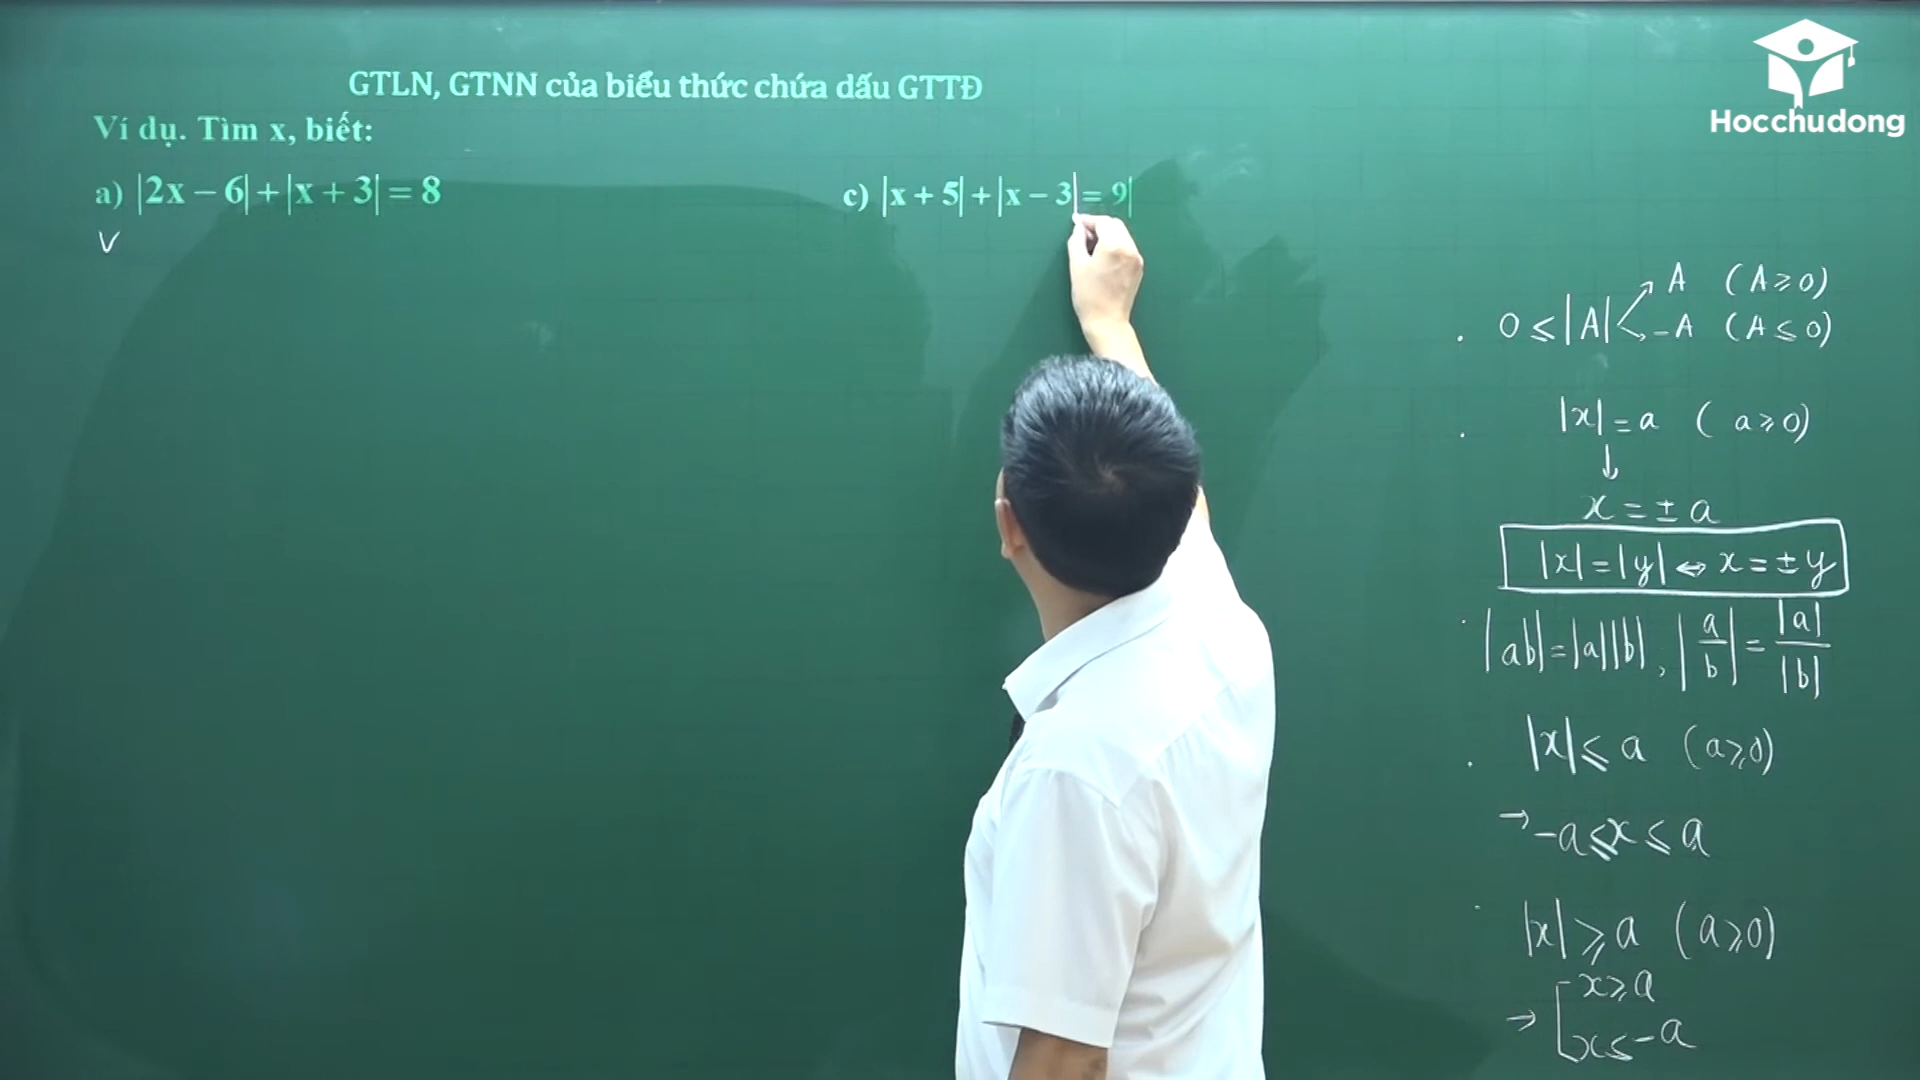 Hocchudong
GTLN, GTNN của biểu thức chứa dấu GTTĐ
Ví dụ. Tìm x, biết:
a) |2x − 6| + |x + 3| = 8
V
c) |x + 5| + |x − 3| = 9|
. 0 ≤ |A| ↗ A (A ≥ 0)
↘ −A (A ≤ 0)
. |x| = a (a ≥ 0)
↓
x = ± a
|x| = |y| ⇔ x = ± y
. |ab| = |a||b|, |a/b| = |a|/|b|
. |x| ≤ a (a ≥ 0)
→ −a ≤ x ≤ a
. |x| ≥ a (a ≥ 0)
→ [ x ≥ a
x ≤ −a